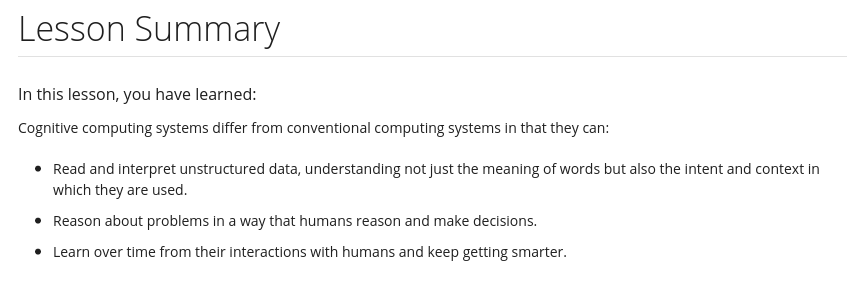 Lesson Summary
In this lesson, you have learned:
Cognitive computing systems differ from conventional computing systems in that they can:
• Read and interpret unstructured data, understanding not just the meaning of words but also the intent and context in
which they are used.
• Reason about problems in a way that humans reason and make decisions.
• Learn over time from their interactions with humans and keep getting smarter.